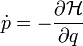 ṗ = −∂ℋ/∂q